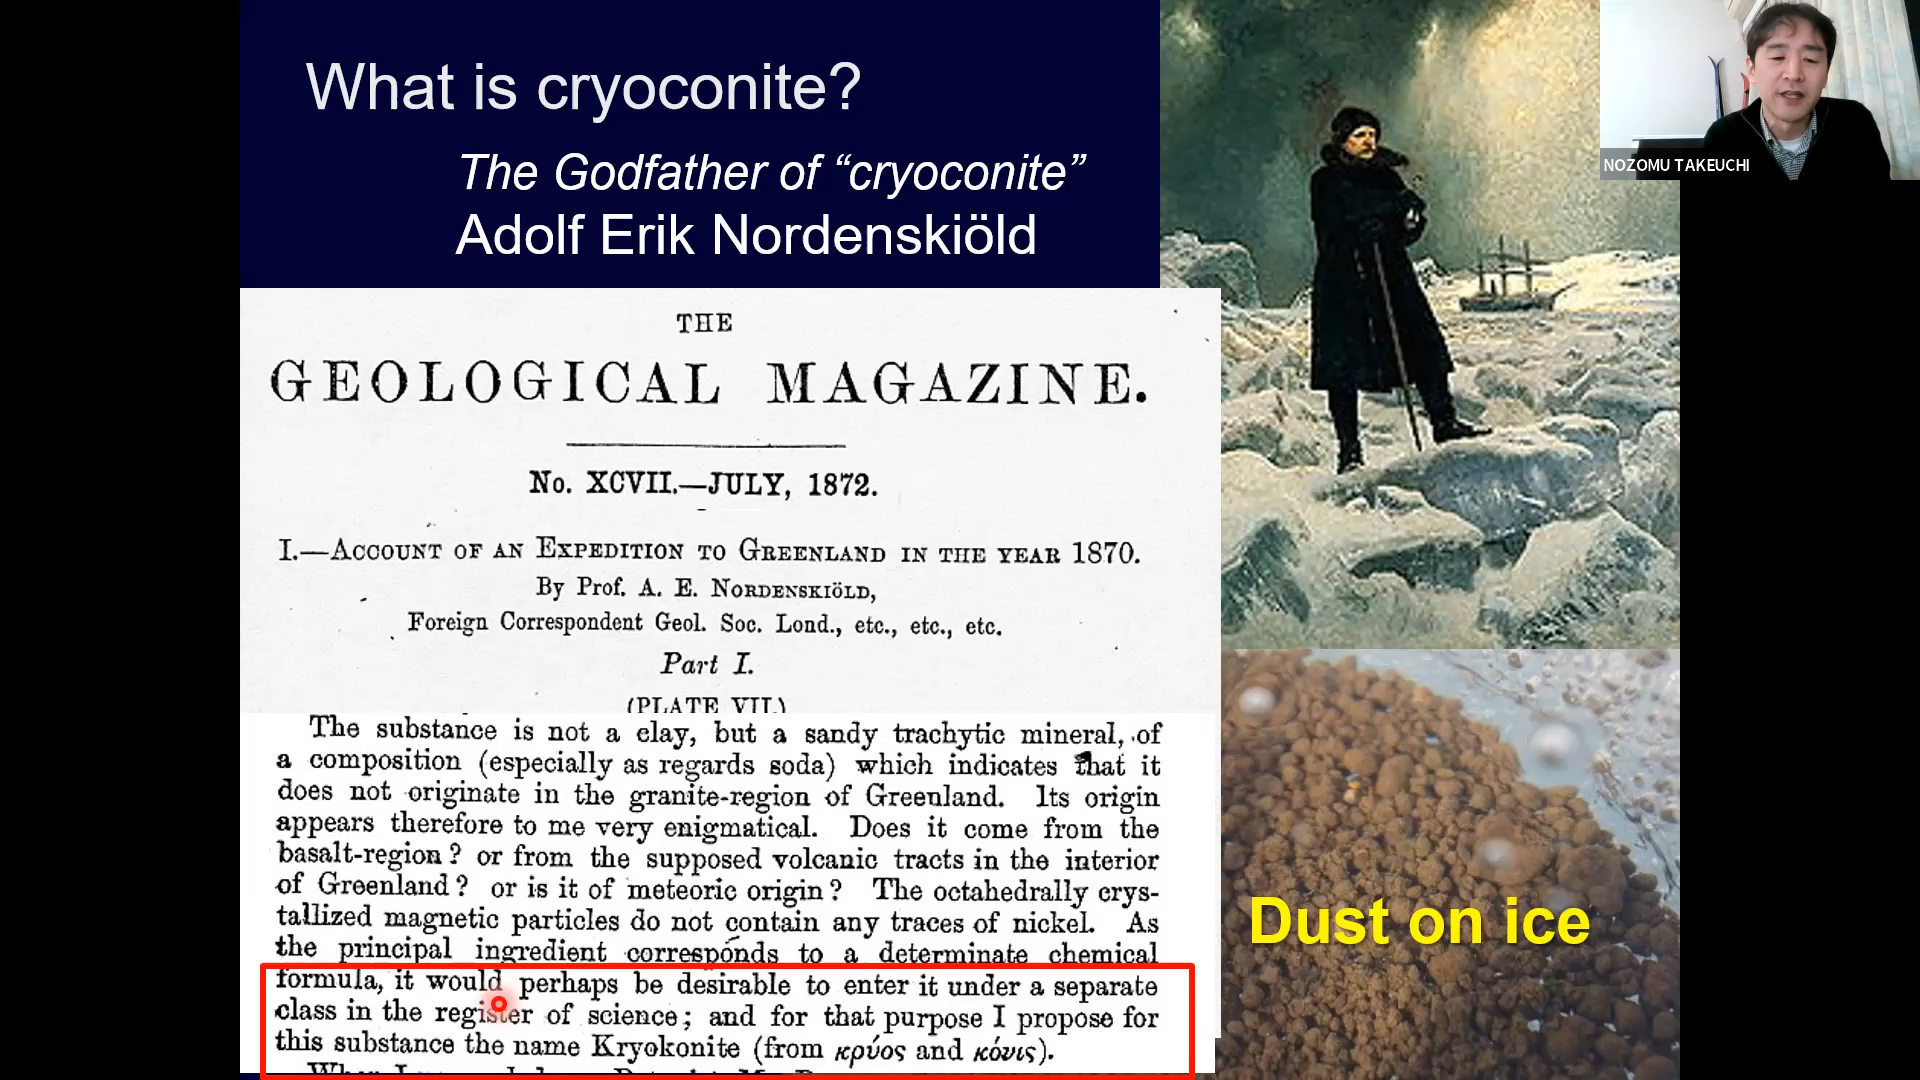 What is cryoconite?
The Godfather of “cryoconite”
Adolf Erik Nordenskiöld
NOZOMU TAKEUCHI
THE
GEOLOGICAL MAGAZINE.
No. XCVII.—JULY, 1872.
I.—Account of an Expedition to Greenland in the year 1870.
By Prof. A. E. Nordenskiöld,
Foreign Correspondent Geol. Soc. Lond., etc., etc., etc.
Part I.
(PLATE VII.)
The substance is not a clay, but a sandy trachytic mineral, of
a composition (especially as regards soda) which indicates that it
does not originate in the granite-region of Greenland. Its origin
appears therefore to me very enigmatical. Does it come from the
basalt-region? or from the supposed volcanic tracts in the interior
of Greenland? or is it of meteoric origin? The octahedrally crys-
tallized magnetic particles do not contain any traces of nickel. As
the principal ingredient corresponds to a determinate chemical
formula, it would perhaps be desirable to enter it under a separate
class in the register of science; and for that purpose I propose for
this substance the name Kryokonite (from κρύος and κόνις).
Dust on ice